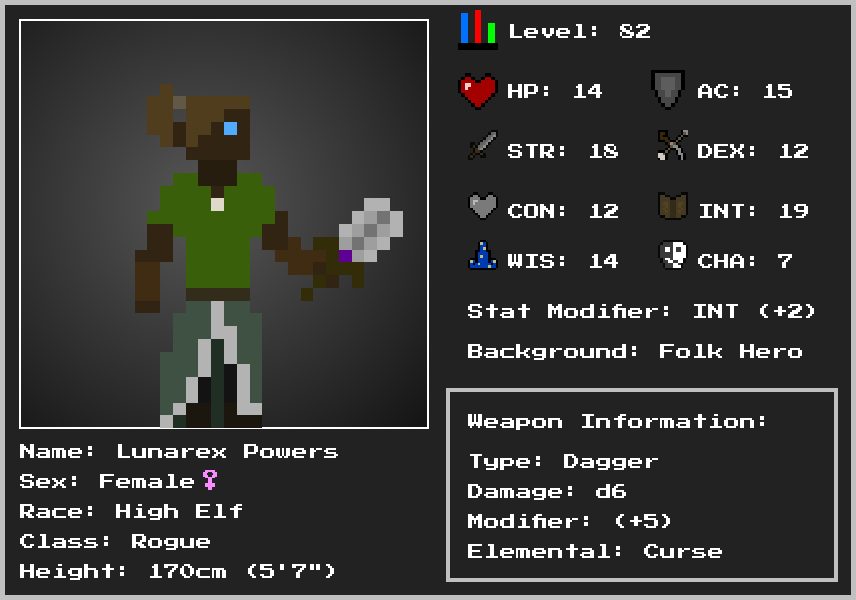 Level: 82
HP: 14 AC: 15
STR: 18 DEX: 12
CON: 12 INT: 19
WIS: 14 CHA: 7
Stat Modifier: INT (+2)
Background: Folk Hero
Weapon Information:
Type: Dagger
Damage: d6
Modifier: (+5)
Elemental: Curse
Name: Lunarex Powers
Sex: Female♀
Race: High Elf
Class: Rogue
Height: 170cm (5'7")